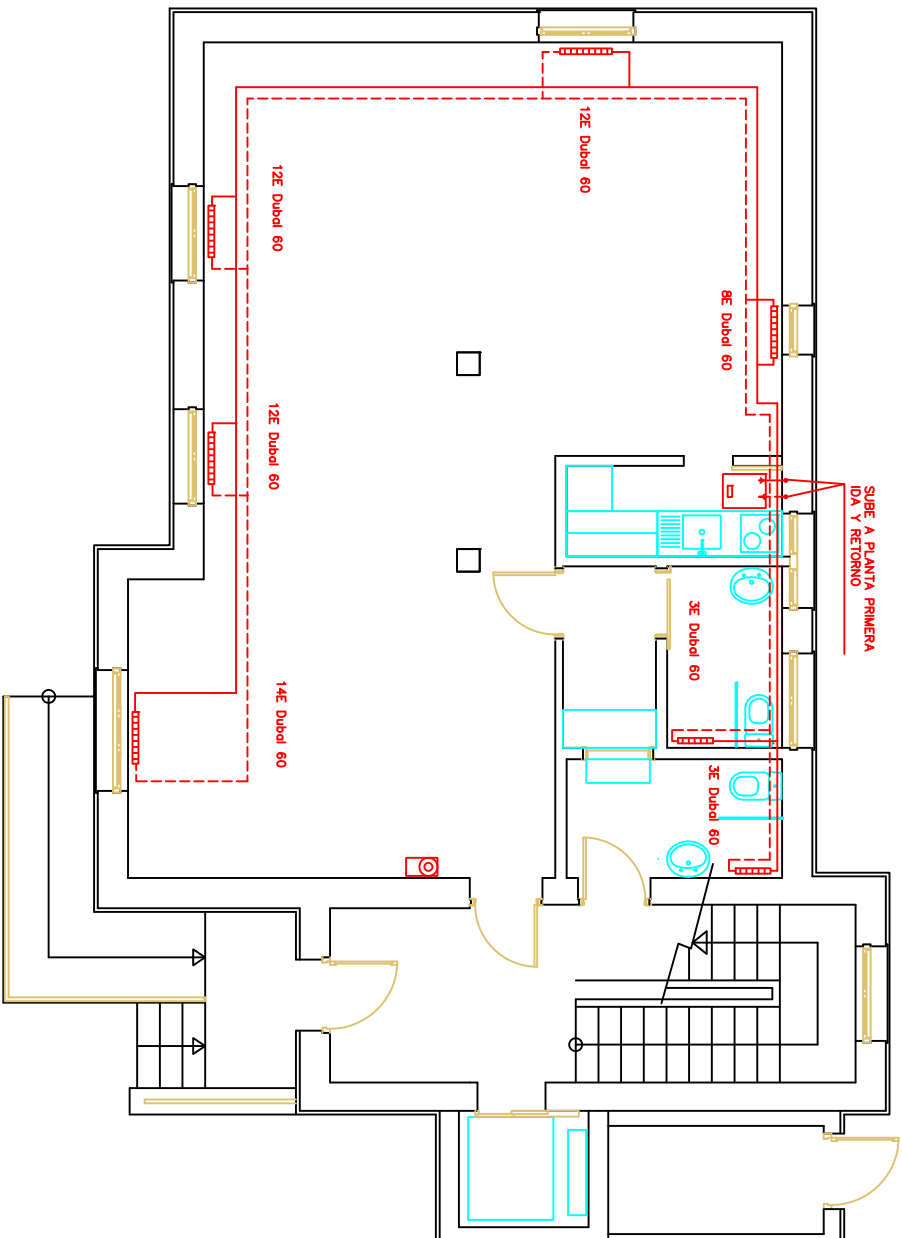 12E Dubal 60
12E Dubal 60
8E Dubal 60
12E Dubal 60
SUBE A PLANTA PRIMERA
IDA Y RETORNO
3E Dubal 60
14E Dubal 60
3E Dubal 60